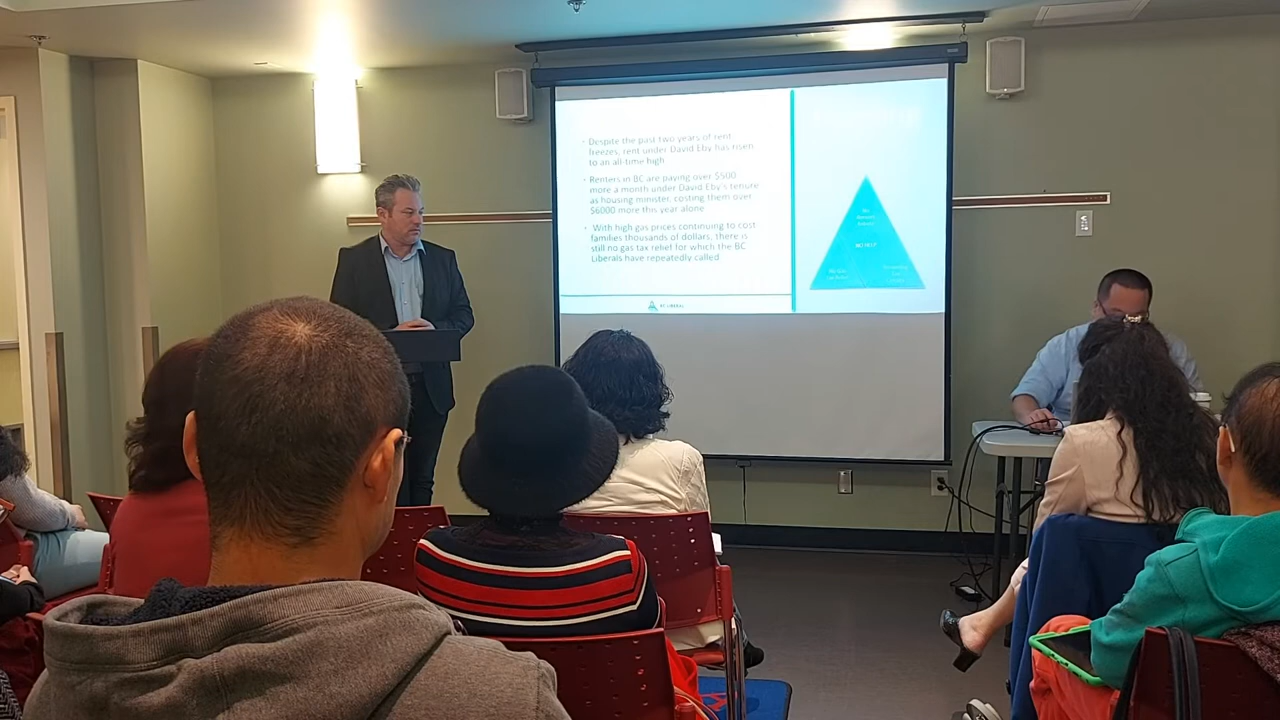 Despite the past two years of rent
freezes, rent under David Eby has risen
to an all-time high
Renters in BC are paying over $500
more a month under David Eby's tenure
as housing minister, costing them over
$6000 more this year alone
With high gas prices continuing to cost
families thousands of dollars, there is
still no gas tax relief for which the BC
Liberals have repeatedly called
BC LIBERAL
No
NO HELP